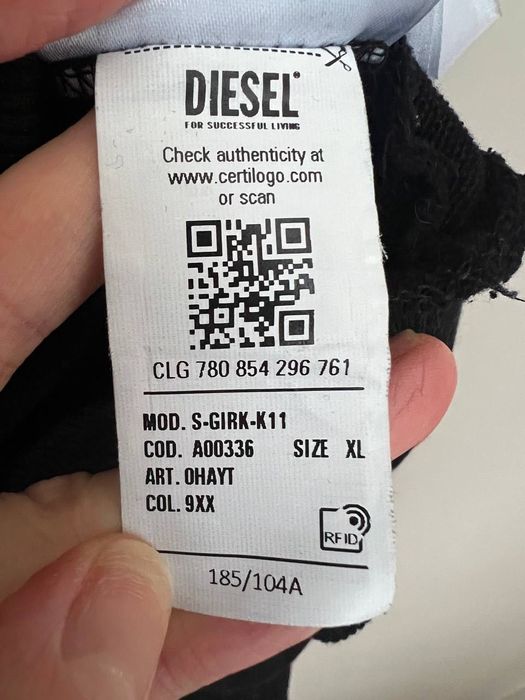 DIESEL®
FOR SUCCESSFUL LIVING
Check authenticity at
www.certilogo.com
or scan
CLG 780 854 296 761
MOD. S-GIRK-K11
COD. A00336 SIZE XL
ART. 0HAYT
COL. 9XX
RFID
185/104A